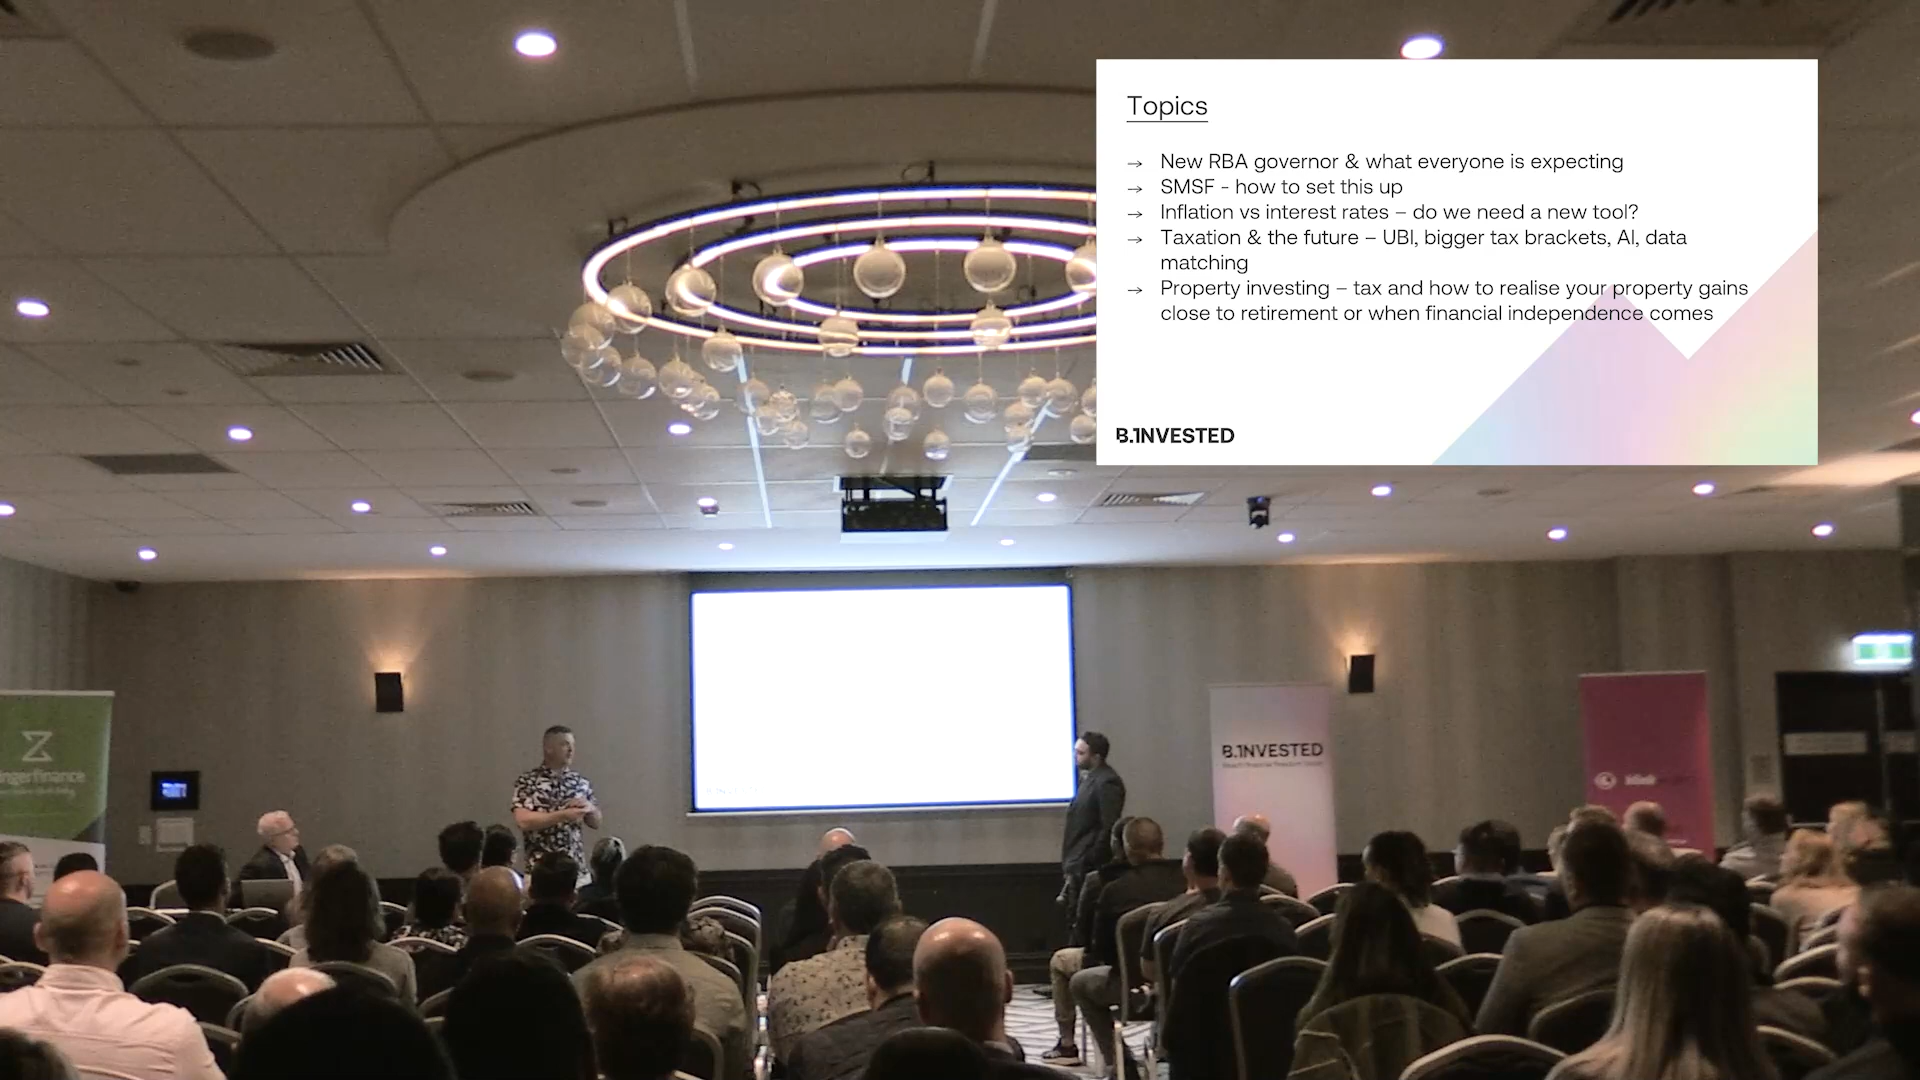 Topics
→ New RBA governor & what everyone is expecting
→ SMSF - how to set this up
→ Inflation vs interest rates – do we need a new tool?
→ Taxation & the future – UBI, bigger tax brackets, AI, data
matching
→ Property investing – tax and how to realise your property gains
close to retirement or when financial independence comes
B.1NVESTED
B.1NVESTED
ingerfinance